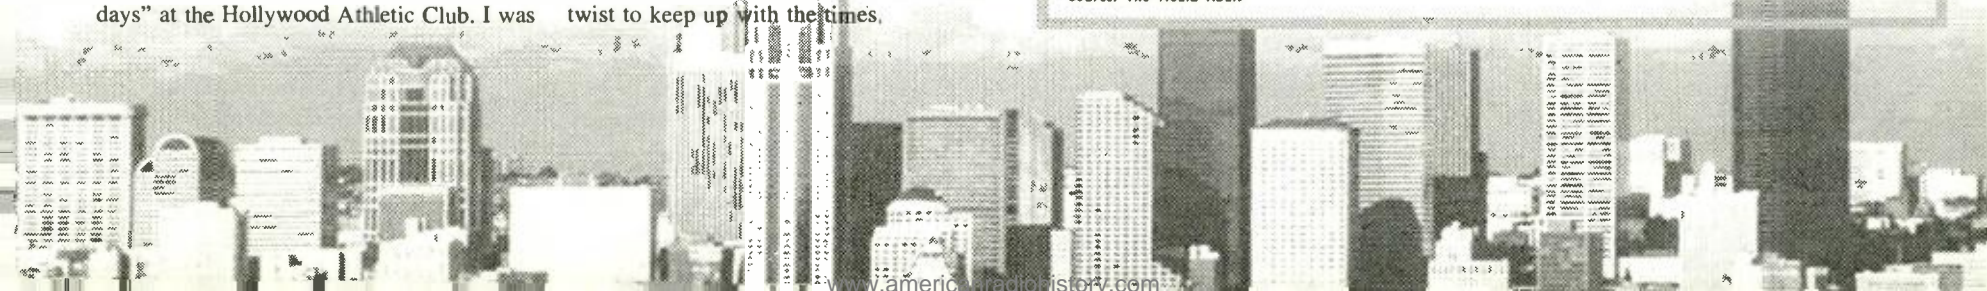 days” at the Hollywood Athletic Club. I was
twist to keep up with the times.
www.americanradiohistory.com